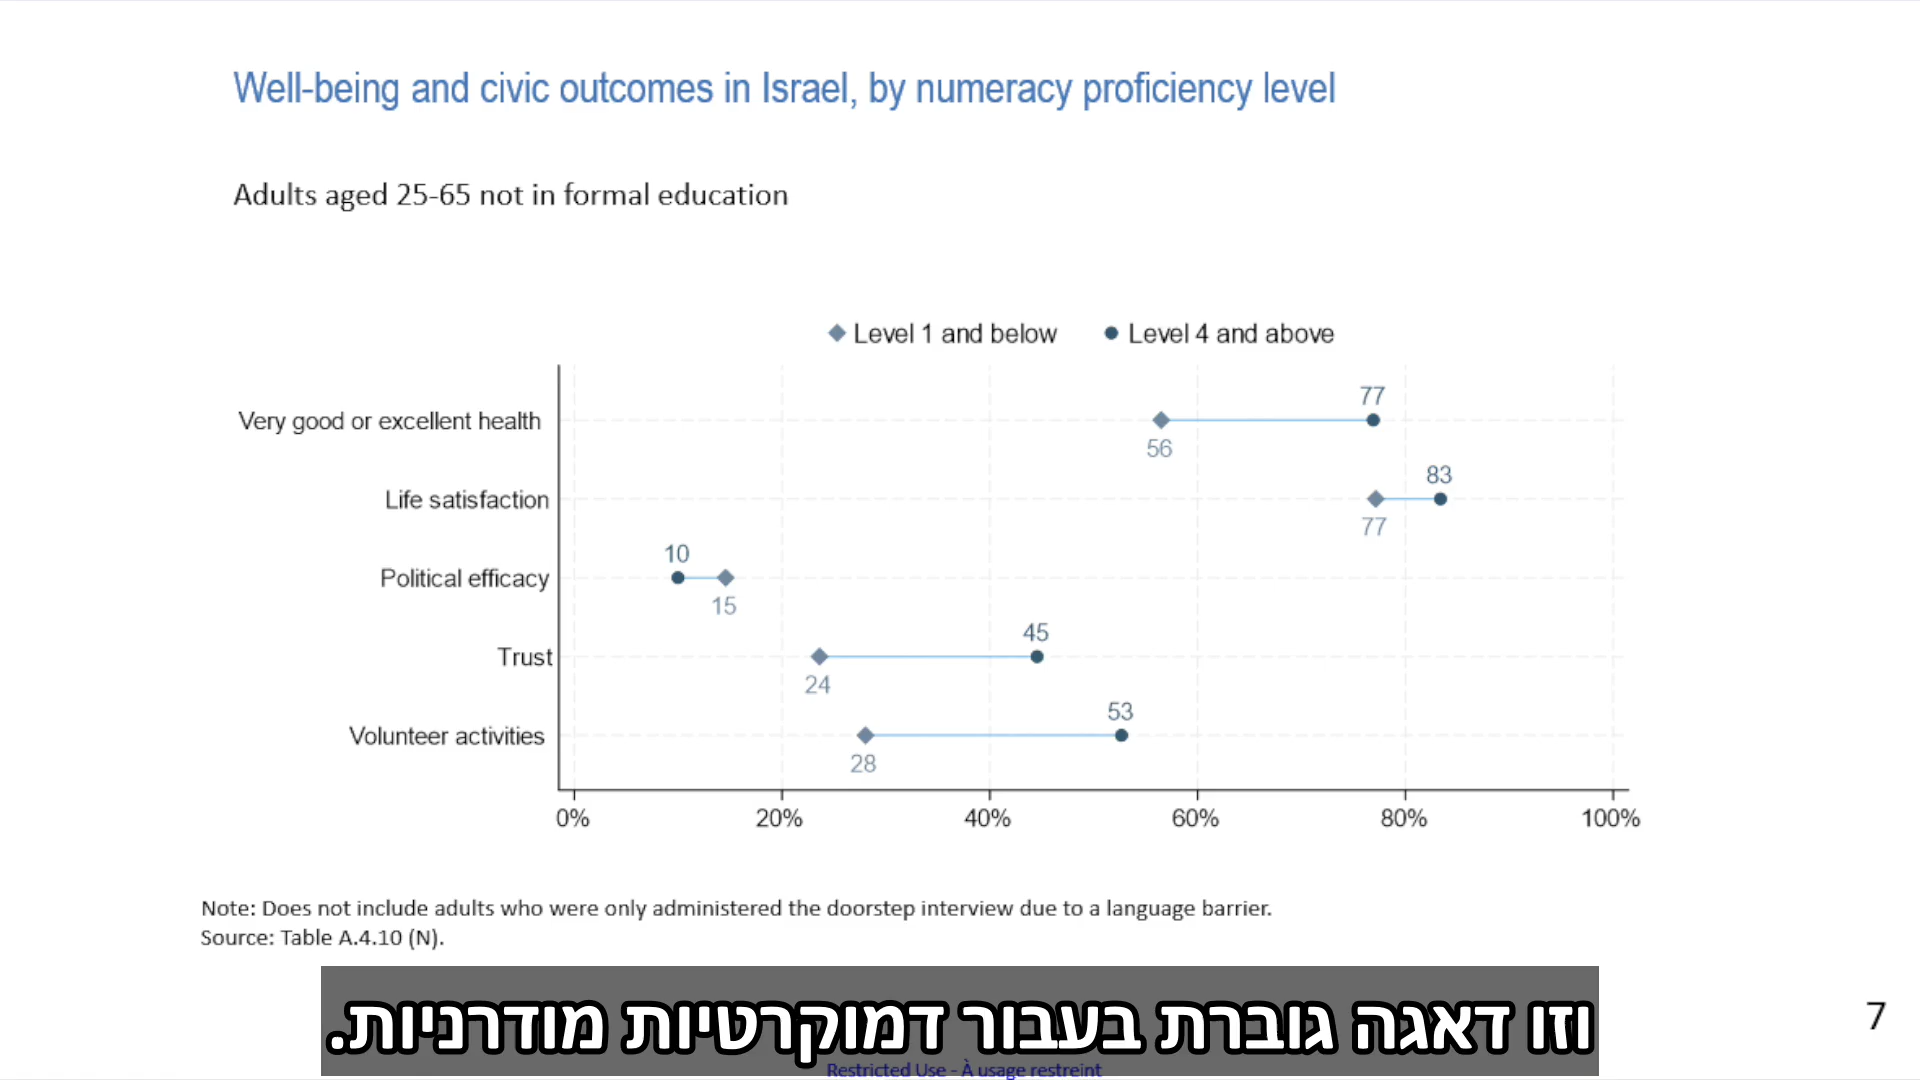 Well-being and civic outcomes in Israel, by numeracy proficiency level
Adults aged 25-65 not in formal education
Level 1 and below Level 4 and above
Very good or excellent health 56 77
Life satisfaction 77 83
Political efficacy 10 15
Trust 24 45
Volunteer activities 28 53
0% 20% 40% 60% 80% 100%
Note: Does not include adults who were only administered the doorstep interview due to a language barrier.
Source: Table A.4.10 (N).
וזו דאגה גוברת בעבור דמוקרטיות מודרניות.
7
Restricted Use - À usage restreint